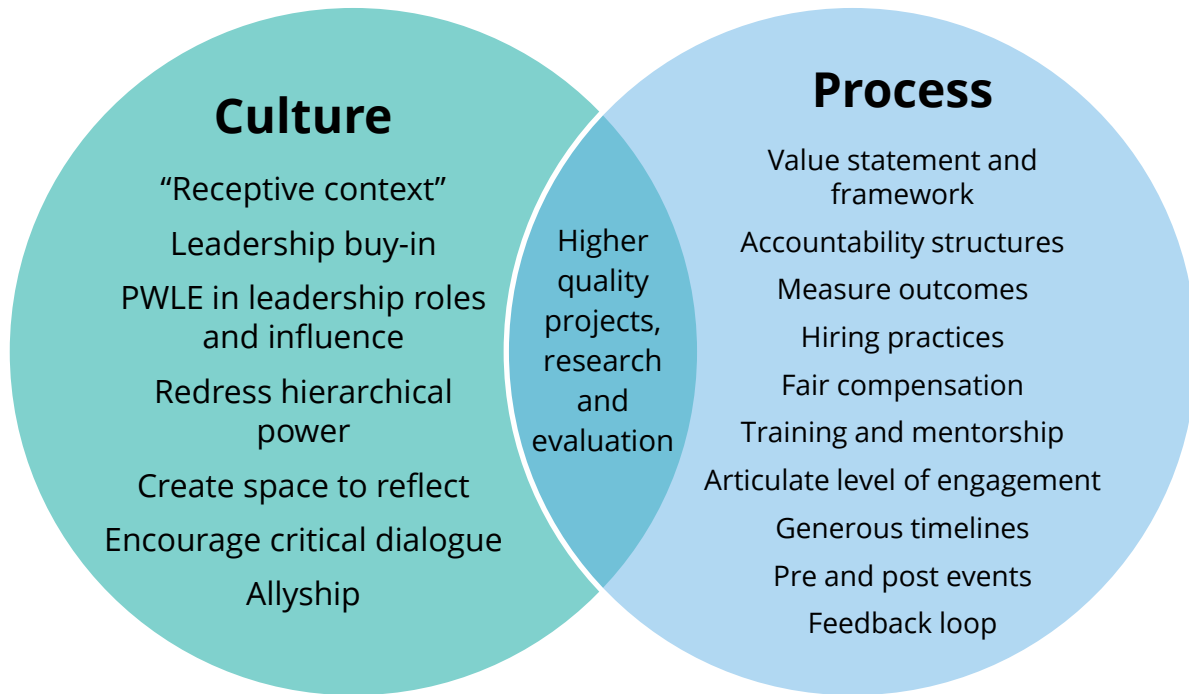 Culture
“Receptive context”
Leadership buy-in
PWLE in leadership roles
and influence
Redress hierarchical
power
Create space to reflect
Encourage critical dialogue
Allyship
Higher
quality
projects,
research
and
evaluation
Process
Value statement and
framework
Accountability structures
Measure outcomes
Hiring practices
Fair compensation
Training and mentorship
Articulate level of engagement
Generous timelines
Pre and post events
Feedback loop